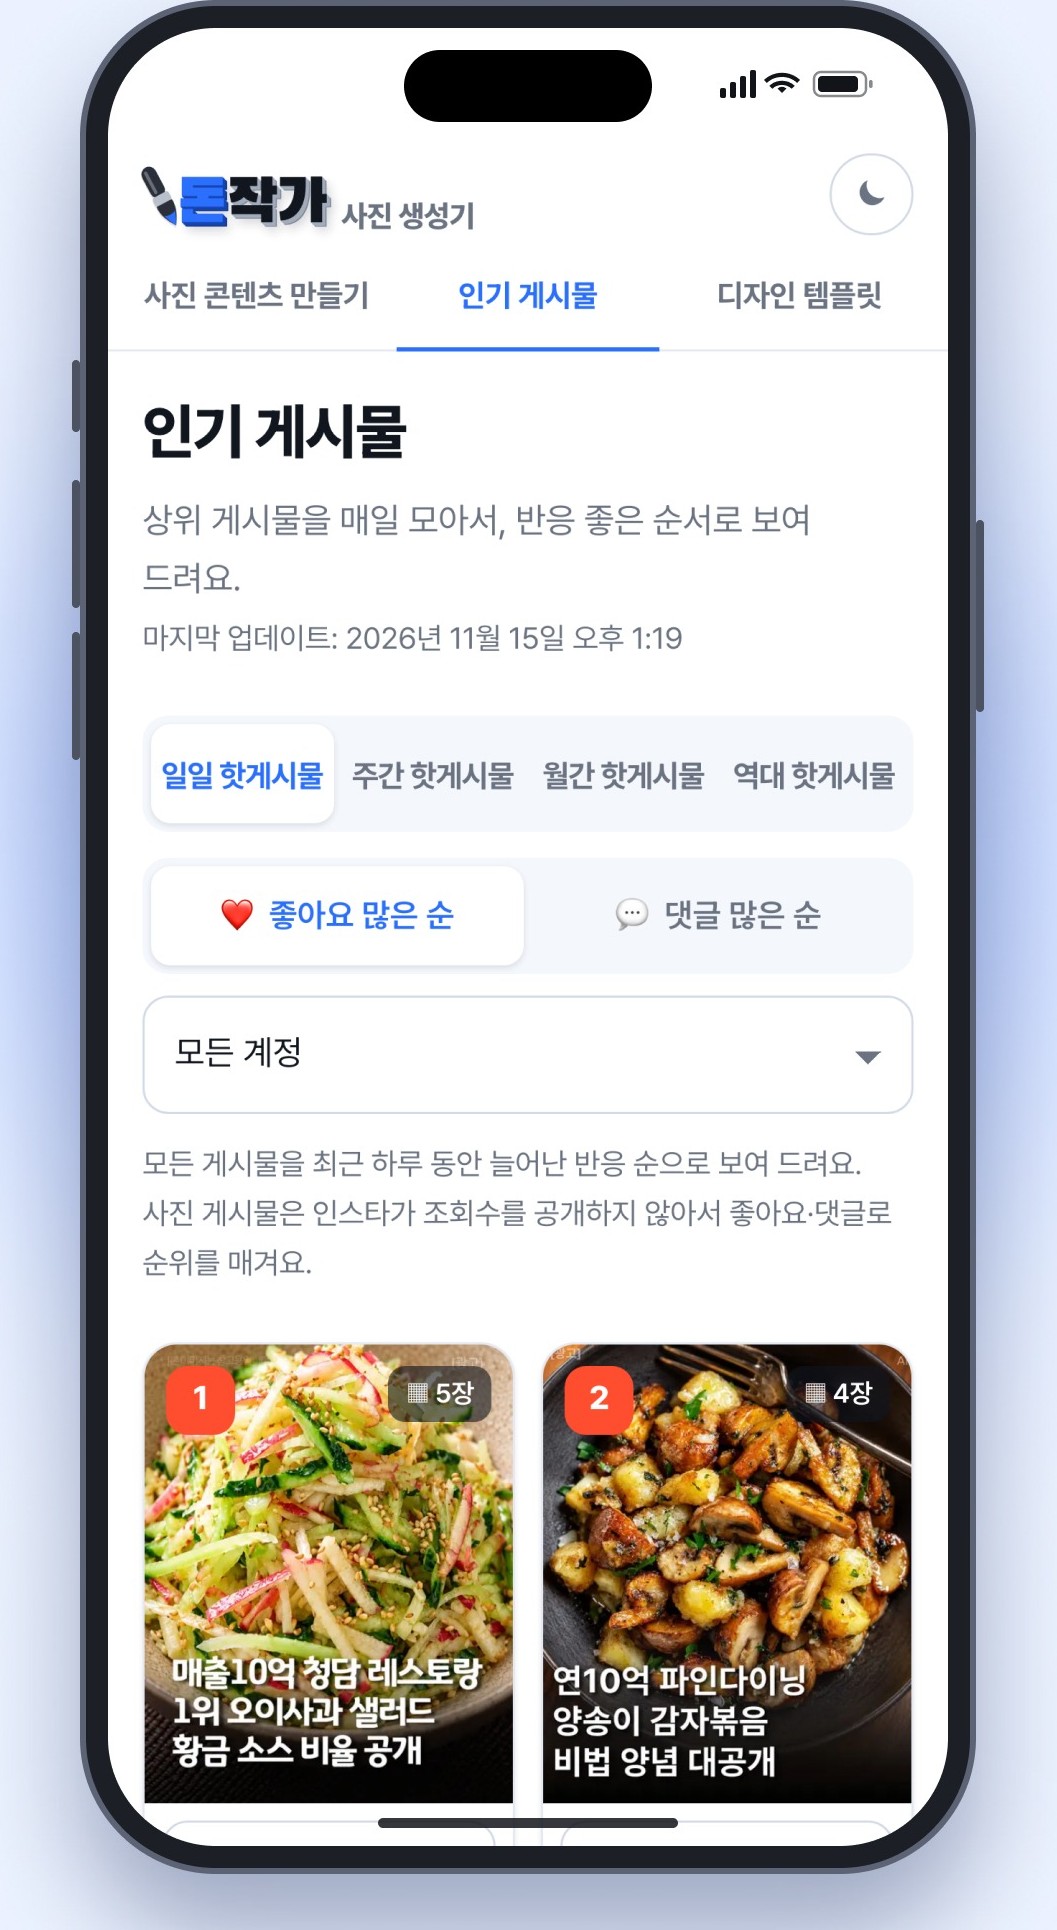 돈작가 사진 생성기
사진 콘텐츠 만들기 인기 게시물 디자인 템플릿
인기 게시물
상위 게시물을 매일 모아서, 반응 좋은 순서로 보여
드려요.
마지막 업데이트: 2026년 11월 15일 오후 1:19
일일 핫게시물 주간 핫게시물 월간 핫게시물 역대 핫게시물
❤️ 좋아요 많은 순 💬 댓글 많은 순
모든 계정
모든 게시물을 최근 하루 동안 늘어난 반응 순으로 보여 드려요.
사진 게시물은 인스타가 조회수를 공개하지 않아서 좋아요·댓글로
순위를 매겨요.
[광고]
1 ▦ 5장
매출10억 청담 레스토랑
1위 오이사과 샐러드
황금 소스 비율 공개
[광고]
2 ▦ 4장
연10억 파인다이닝
양송이 감자볶음
비법 양념 대공개